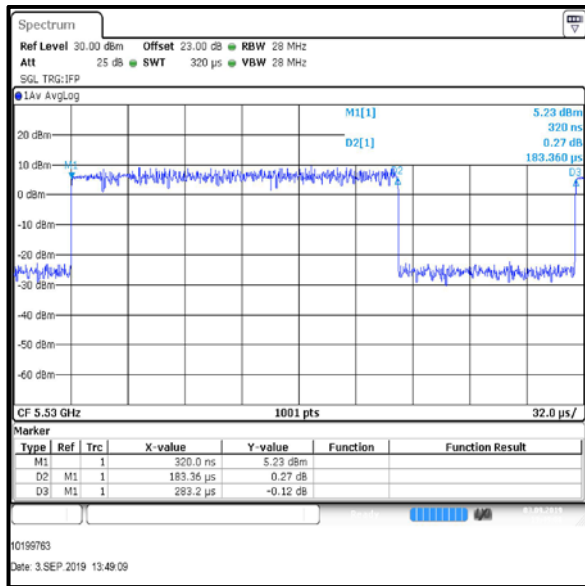 Spectrum
Ref Level 30.00 dBm Offset 23.00 dB RBW 28 MHz
Att 25 dB SWT 320 µs VBW 28 MHz
SGL TRG:IFP
1Av AvgLog
M1[1] 5.23 dBm
320 ns
D2[1] 0.27 dB
183.360 µs
20 dBm
10 dBm
M1
D2
D3
0 dBm
-10 dBm
-20 dBm
-30 dBm
-40 dBm
-50 dBm
-60 dBm
CF 5.53 GHz 1001 pts 32.0 µs/
Marker
Type Ref Trc X-value Y-value Function Function Result
M1 1 320.0 ns 5.23 dBm
D2 M1 1 183.36 µs 0.27 dB
D3 M1 1 283.2 µs -0.12 dB
10199763
Date: 3.SEP.2019 13:49:09